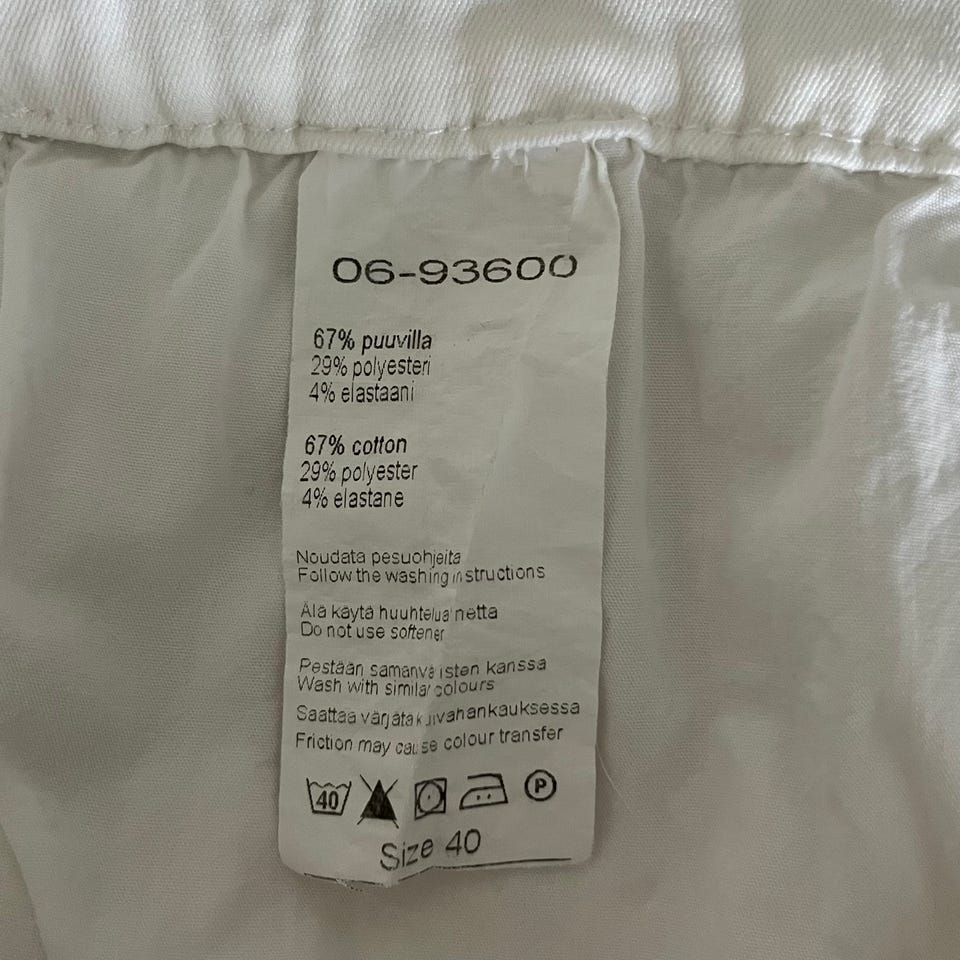 06-93600
67% puuvilla
29% polyesteri
4% elastaani
67% cotton
29% polyester
4% elastane
Noudata pesuohjeita
Follow the washing instructions
Älä käytä huuhteluainetta
Do not use softener
Pestään samanväristen kanssa
Wash with similar colours
Saattaa värjätä kuivahankauksessa
Friction may cause colour transfer
40 P
Size 40